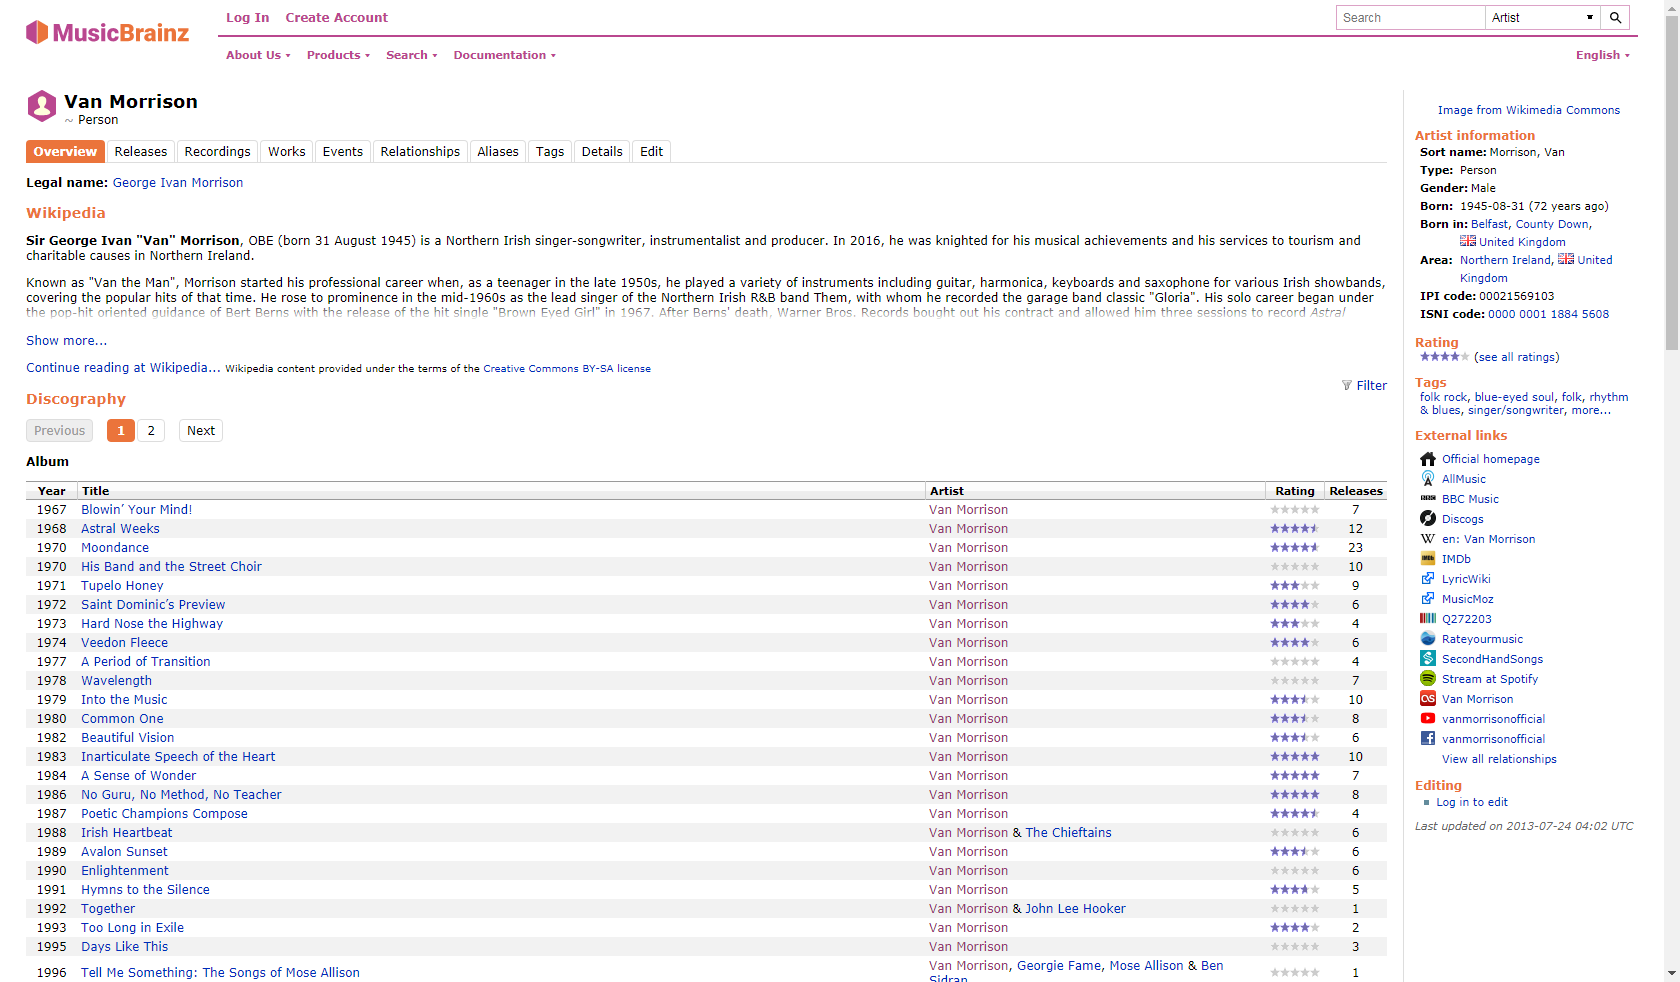 MusicBrainz
Log In Create Account
Search Artist
About Us Products Search Documentation English
Van Morrison
~ Person
Overview Releases Recordings Works Events Relationships Aliases Tags Details Edit
Legal name: George Ivan Morrison
Wikipedia
Sir George Ivan "Van" Morrison, OBE (born 31 August 1945) is a Northern Irish singer-songwriter, instrumentalist and producer. In 2016, he was knighted for his musical achievements and his services to tourism and
charitable causes in Northern Ireland.
Known as "Van the Man", Morrison started his professional career when, as a teenager in the late 1950s, he played a variety of instruments including guitar, harmonica, keyboards and saxophone for various Irish showbands,
covering the popular hits of that time. He rose to prominence in the mid-1960s as the lead singer of the Northern Irish R&B band Them, with whom he recorded the garage band classic "Gloria". His solo career began under
the pop-hit oriented guidance of Bert Berns with the release of the hit single "Brown Eyed Girl" in 1967. After Berns' death, Warner Bros. Records bought out his contract and allowed him three sessions to record Astral
Show more...
Continue reading at Wikipedia... Wikipedia content provided under the terms of the Creative Commons BY-SA license
Filter
Discography
Previous 1 2 Next
Album
Year Title Artist Rating Releases
1967 Blowin’ Your Mind! Van Morrison 7
1968 Astral Weeks Van Morrison 12
1970 Moondance Van Morrison 23
1970 His Band and the Street Choir Van Morrison 10
1971 Tupelo Honey Van Morrison 9
1972 Saint Dominic’s Preview Van Morrison 6
1973 Hard Nose the Highway Van Morrison 4
1974 Veedon Fleece Van Morrison 6
1977 A Period of Transition Van Morrison 4
1978 Wavelength Van Morrison 7
1979 Into the Music Van Morrison 10
1980 Common One Van Morrison 8
1982 Beautiful Vision Van Morrison 6
1983 Inarticulate Speech of the Heart Van Morrison 10
1984 A Sense of Wonder Van Morrison 7
1986 No Guru, No Method, No Teacher Van Morrison 8
1987 Poetic Champions Compose Van Morrison 4
1988 Irish Heartbeat Van Morrison & The Chieftains 6
1989 Avalon Sunset Van Morrison 6
1990 Enlightenment Van Morrison 6
1991 Hymns to the Silence Van Morrison 5
1992 Together Van Morrison & John Lee Hooker 1
1993 Too Long in Exile Van Morrison 2
1995 Days Like This Van Morrison 3
1996 Tell Me Something: The Songs of Mose Allison Van Morrison, Georgie Fame, Mose Allison & Ben 1
Sidran
Image from Wikimedia Commons
Artist information
Sort name: Morrison, Van
Type: Person
Gender: Male
Born: 1945-08-31 (72 years ago)
Born in: Belfast, County Down,
United Kingdom
Area: Northern Ireland, United
Kingdom
IPI code: 00021569103
ISNI code: 0000 0001 1884 5608
Rating
(see all ratings)
Tags
folk rock, blue-eyed soul, folk, rhythm
& blues, singer/songwriter, more...
External links
Official homepage
AllMusic
BBC BBC Music
Discogs
W en: Van Morrison
IMDb IMDb
LyricWiki
MusicMoz
Q272203
Rateyourmusic
SecondHandSongs
Stream at Spotify
Van Morrison
vanmorrisonofficial
vanmorrisonofficial
View all relationships
Editing
Log in to edit
Last updated on 2013-07-24 04:02 UTC